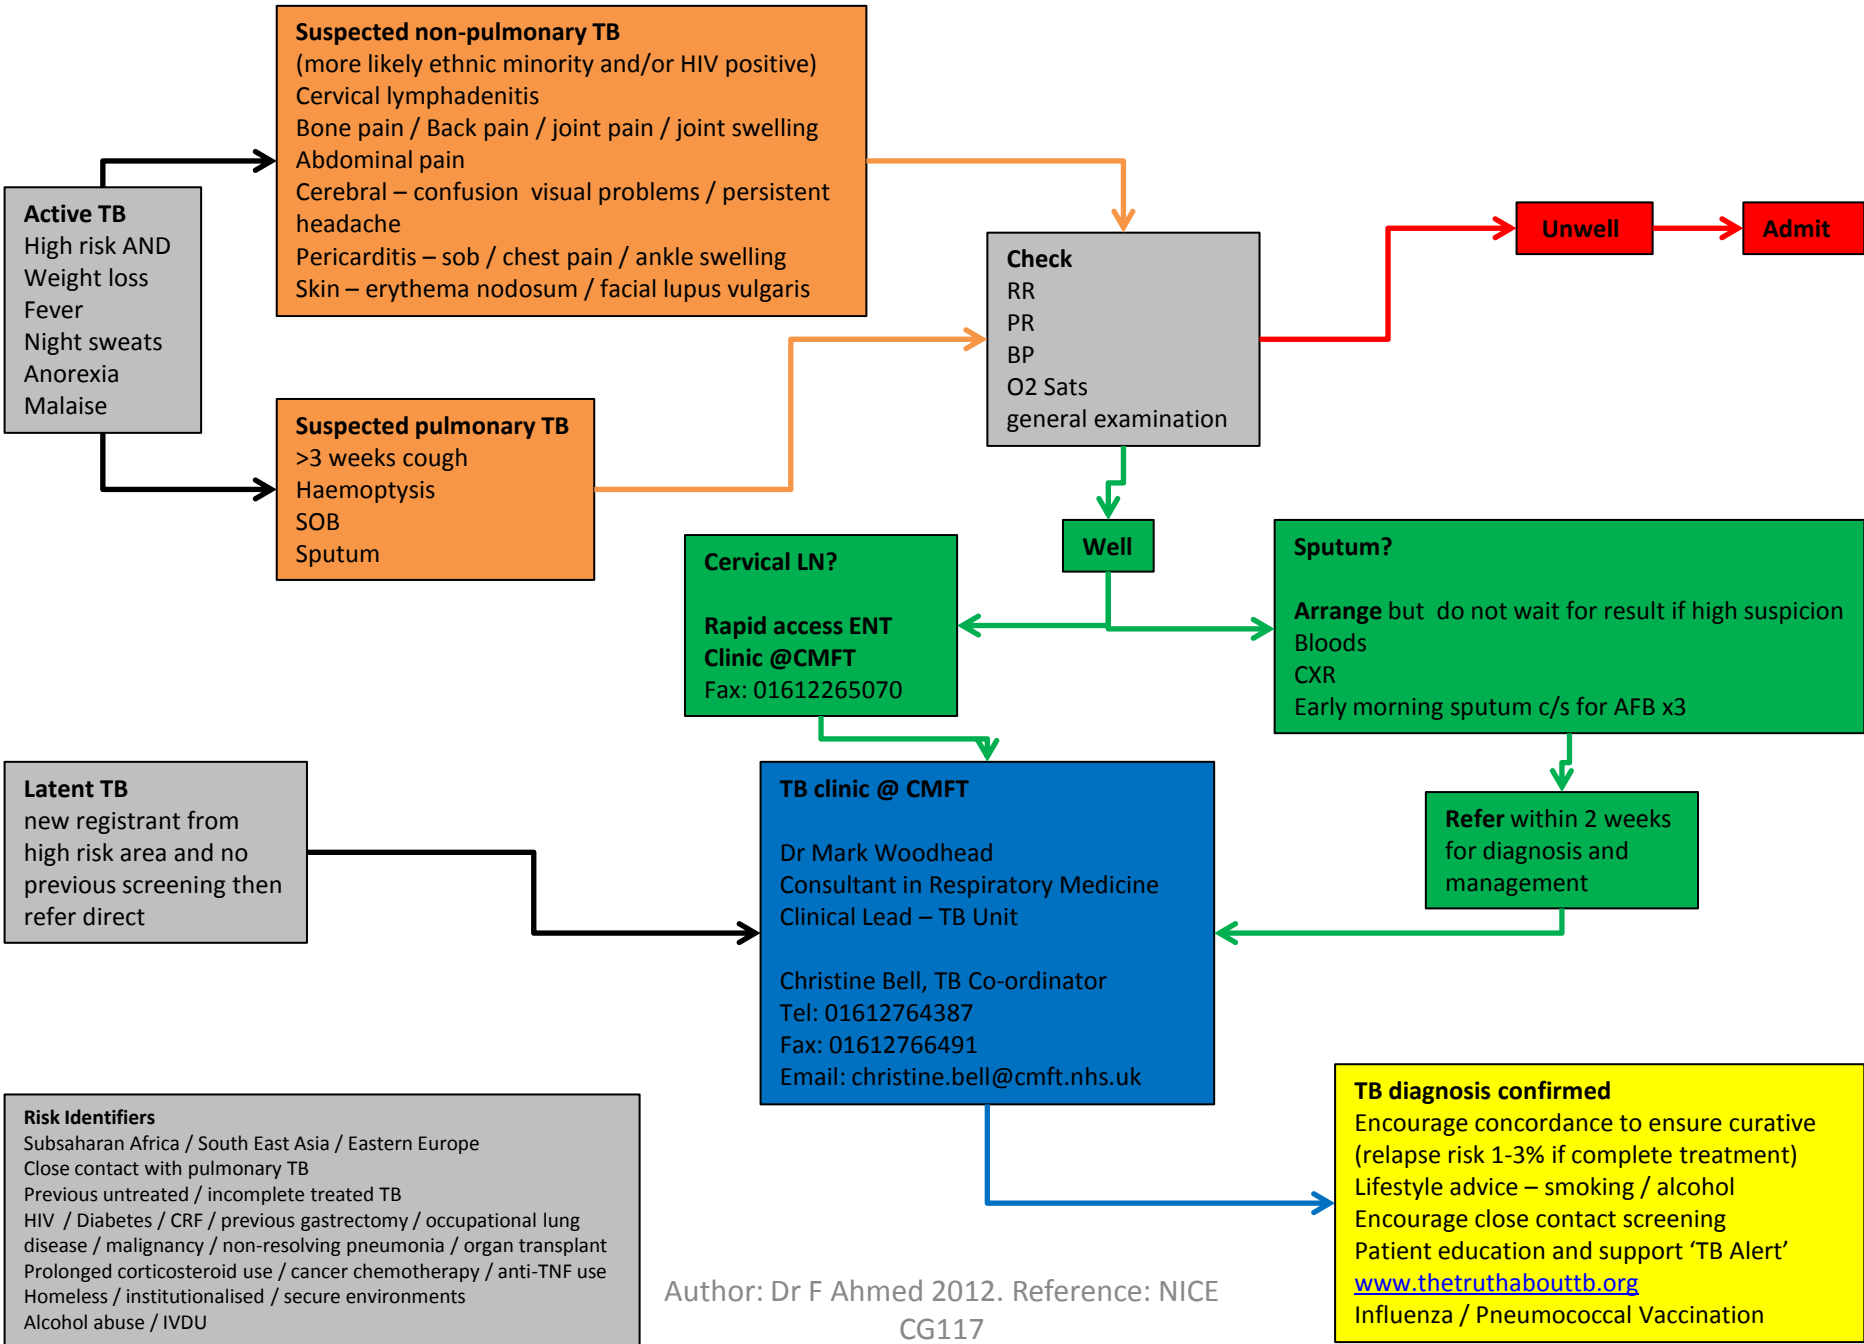 Suspected non-pulmonary TB
(more likely ethnic minority and/or HIV positive)
Cervical lymphadenitis
Bone pain / Back pain / joint pain / joint swelling
Abdominal pain
Cerebral – confusion  visual problems / persistent
headache
Pericarditis – sob / chest pain / ankle swelling
Skin – erythema nodosum / facial lupus vulgaris
Active TB
High risk AND
Weight loss
Fever
Night sweats
Anorexia
Malaise
Suspected pulmonary TB
>3 weeks cough
Haemoptysis
SOB
Sputum
Check
RR
PR
BP
O2 Sats
general examination
Unwell
Admit
Well
Cervical LN?
Rapid access ENT
Clinic @CMFT
Fax: 01612265070
Sputum?
Arrange but  do not wait for result if high suspicion
Bloods
CXR
Early morning sputum c/s for AFB x3
Refer within 2 weeks
for diagnosis and
management
Latent TB
new registrant from
high risk area and no
previous screening then
refer direct
TB clinic @ CMFT
Dr Mark Woodhead
Consultant in Respiratory Medicine
Clinical Lead – TB Unit
Christine Bell, TB Co-ordinator
Tel: 01612764387
Fax: 01612766491
Email: christine.bell@cmft.nhs.uk
TB diagnosis confirmed
Encourage concordance to ensure curative
(relapse risk 1-3% if complete treatment)
Lifestyle advice – smoking / alcohol
Encourage close contact screening
Patient education and support ‘TB Alert’
www.thetruthabouttb.org
Influenza / Pneumococcal Vaccination
Risk Identifiers
Subsaharan Africa / South East Asia / Eastern Europe
Close contact with pulmonary TB
Previous untreated / incomplete treated TB
HIV  / Diabetes / CRF / previous gastrectomy / occupational lung
disease / malignancy / non-resolving pneumonia / organ transplant
Prolonged corticosteroid use / cancer chemotherapy / anti-TNF use
Homeless / institutionalised / secure environments
Alcohol abuse / IVDU
Author: Dr F Ahmed 2012. Reference: NICE
CG117